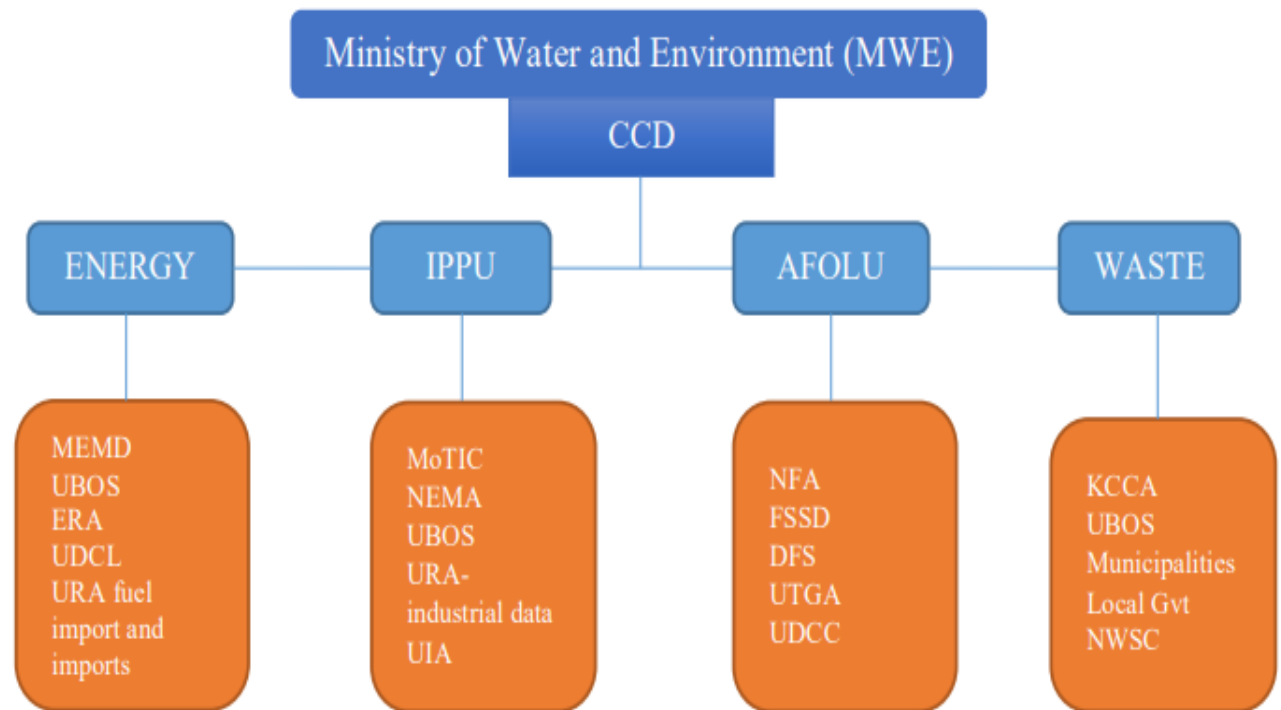 Ministry of Water and Environment (MWE)
CCD
ENERGY
IPPU
AFOLU
WASTE
MEMD
UBOS
ERA
UDCL
URA fuel
import and
imports
MoTIC
NEMA
UBOS
URA-
industrial data
UIA
NFA
FSSD
DFS
UTGA
UDCC
KCCA
UBOS
Municipalities
Local Gvt
NWSC